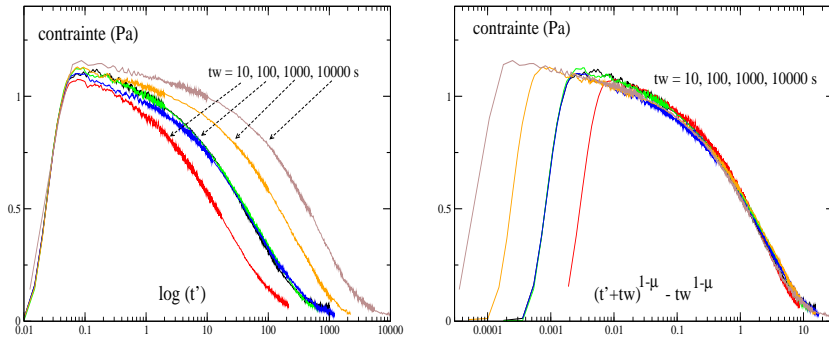 contrainte (Pa)
tw = 10, 100, 1000, 10000 s
1
0.5
0
log (t')
0.01 0.1 1 10 100 1000 10000
contrainte (Pa)
tw = 10, 100, 1000, 10000 s
1
0.5
0
(t'+tw)^1-μ - tw^1-μ
0.0001 0.001 0.01 0.1 1 10